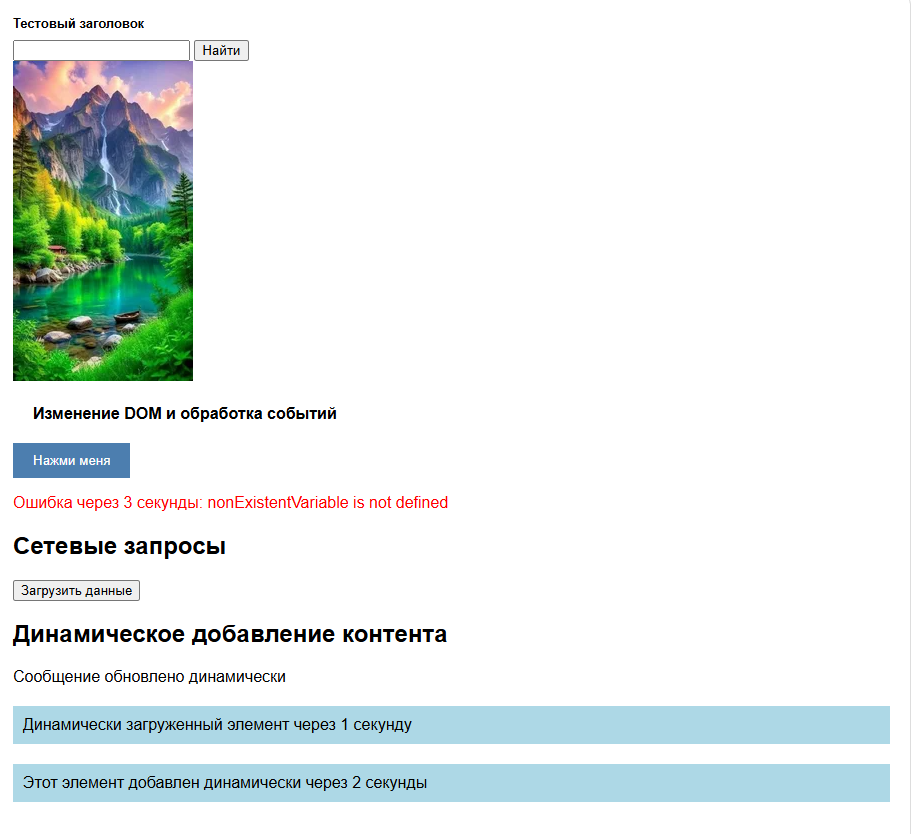 Тестовый заголовок
Найти
Изменение DOM и обработка событий
Нажми меня
Ошибка через 3 секунды: nonExistentVariable is not defined
Сетевые запросы
Загрузить данные
Динамическое добавление контента
Сообщение обновлено динамически
Динамически загруженный элемент через 1 секунду
Этот элемент добавлен динамически через 2 секунды